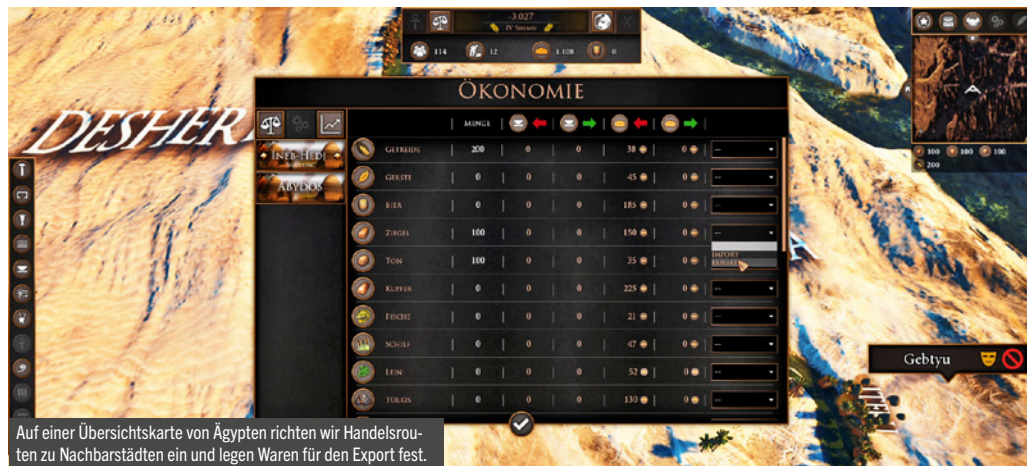 -3.027
IV Semwy
114 12 1.108 0
ÖKONOMIE
DESHER
MENGE
INEB-HEDJ
ABYDOS
GETREIDE 200 0 0 38 0 --
GERSTE 0 0 0 45 0 --
BIER 0 0 0 185 0 --
ZIEGEL 100 0 0 150 0 --
IMPORT
TON 100 0 0 35 0
KUPFER 0 0 0 225 0 --
FISCHE 0 0 0 21 0 --
SCHILF 0 0 0 47 0 --
LEIN 0 0 0 52 0 --
TÜRKIS 0 0 0 130 0 --
100 100 100
200
Gebtyu
Auf einer Übersichtskarte von Ägypten richten wir Handelsrou-
ten zu Nachbarstädten ein und legen Waren für den Export fest.